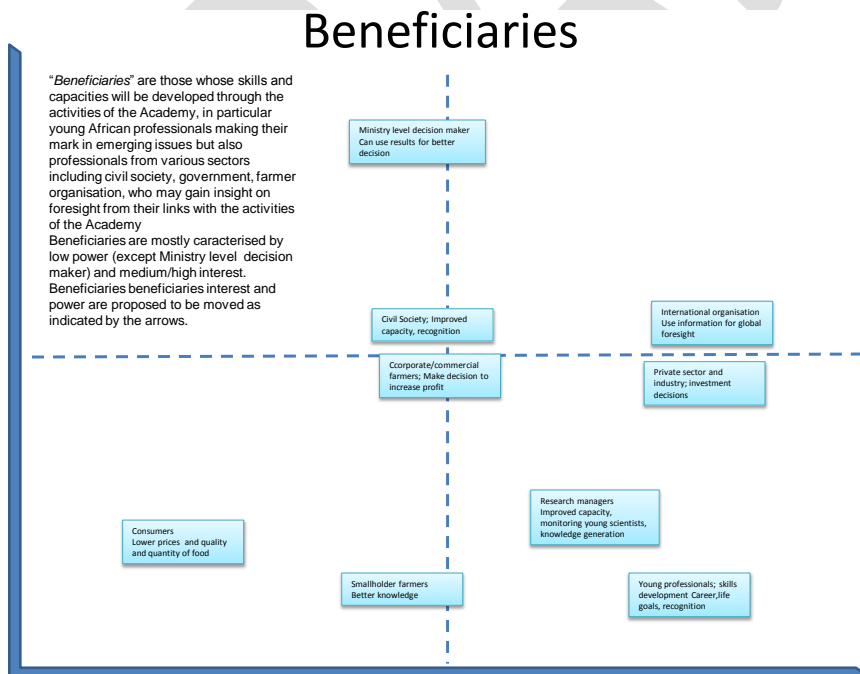 Beneficiaries
“Beneficiaries” are those whose skills and
capacities will be developed through the
activities of the Academy, in particular
young African professionals making their
mark in emerging issues but also
professionals from various sectors
including civil society, government, farmer
organisation, who may gain insight on
foresight from their links with the activities
of the Academy
Beneficiaries are mostly caracterised by
low power (except Ministry level decision
maker) and medium/high interest.
Beneficiaries beneficiaries interest and
power are proposed to be moved as
indicated by the arrows.
Ministry level decision maker
Can use results for better
decision
Civil Society; Improved
capacity, recognition
International organisation
Use information for global
foresight
Ccorporate/commercial
farmers; Make decision to
increase profit
Private sector and
industry; investment
decisions
Research managers
Improved capacity,
monitoring young scientists,
knowledge generation
Consumers
Lower prices and quality
and quantity of food
Smallholder farmers
Better knowledge
Young professionals; skills
development Career,life
goals, recognition